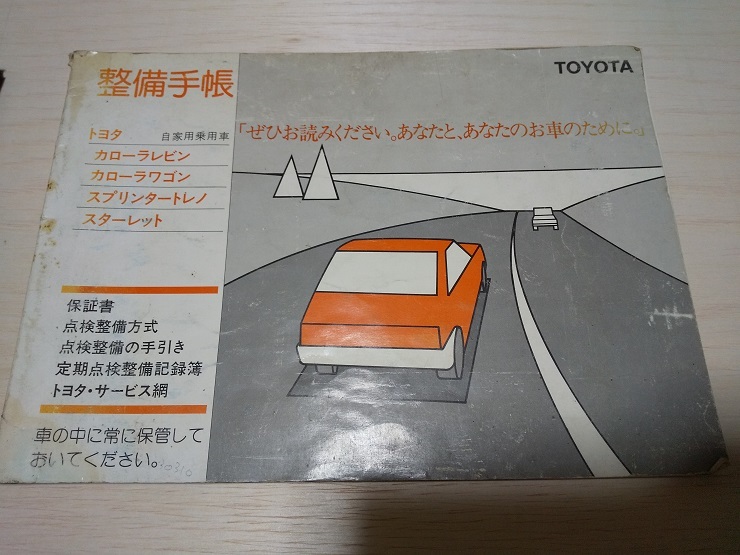 整備手帳
TOYOTA
トヨタ 自家用乗用車
カローラレビン
カローラワゴン
スプリンタートレノ
スターレット
「ぜひお読みください。あなたと、あなたのお車のために。」
保証書
点検整備方式
点検整備の手引き
定期点検整備記録簿
トヨタ・サービス網
車の中に常に保管して
おいてください。